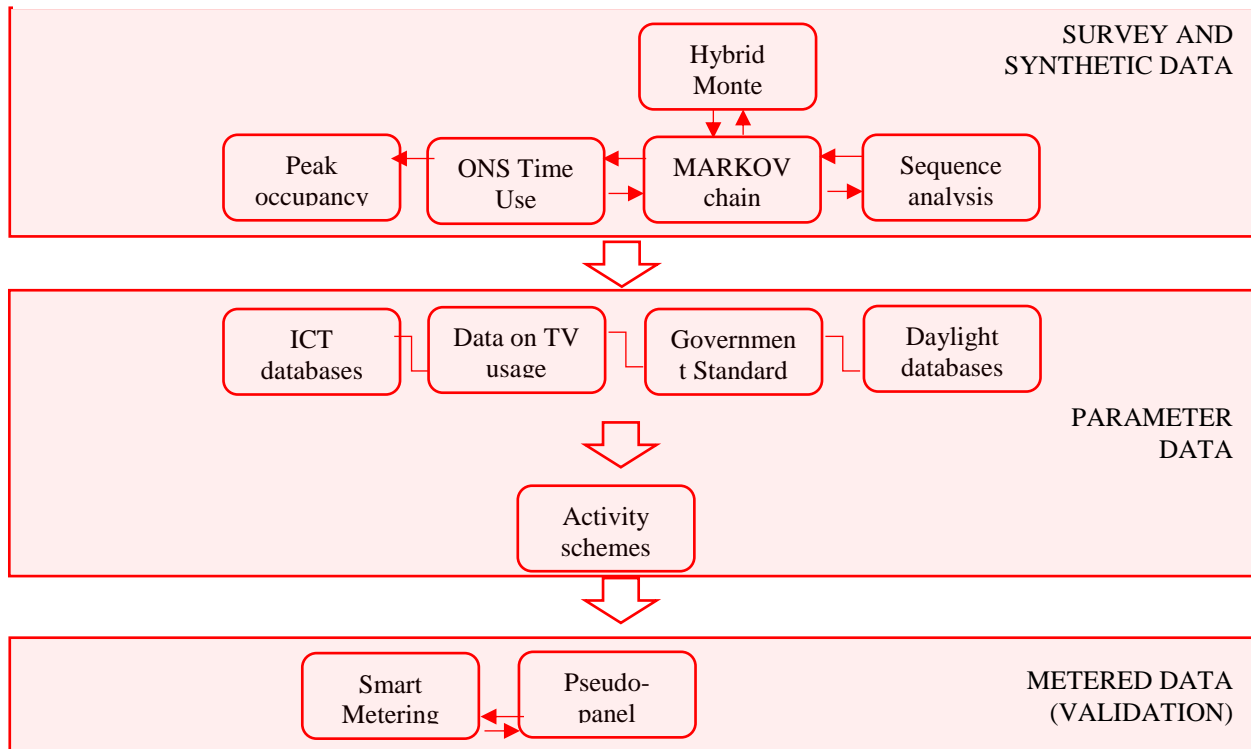 SURVEY AND
SYNTHETIC DATA
Hybrid
Monte
Peak
occupancy
ONS Time
Use
MARKOV
chain
Sequence
analysis
ICT
databases
Data on TV
usage
Governmen
t Standard
Daylight
databases
PARAMETER
DATA
Activity
schemes
METERED DATA
(VALIDATION)
Smart
Metering
Pseudo-
panel